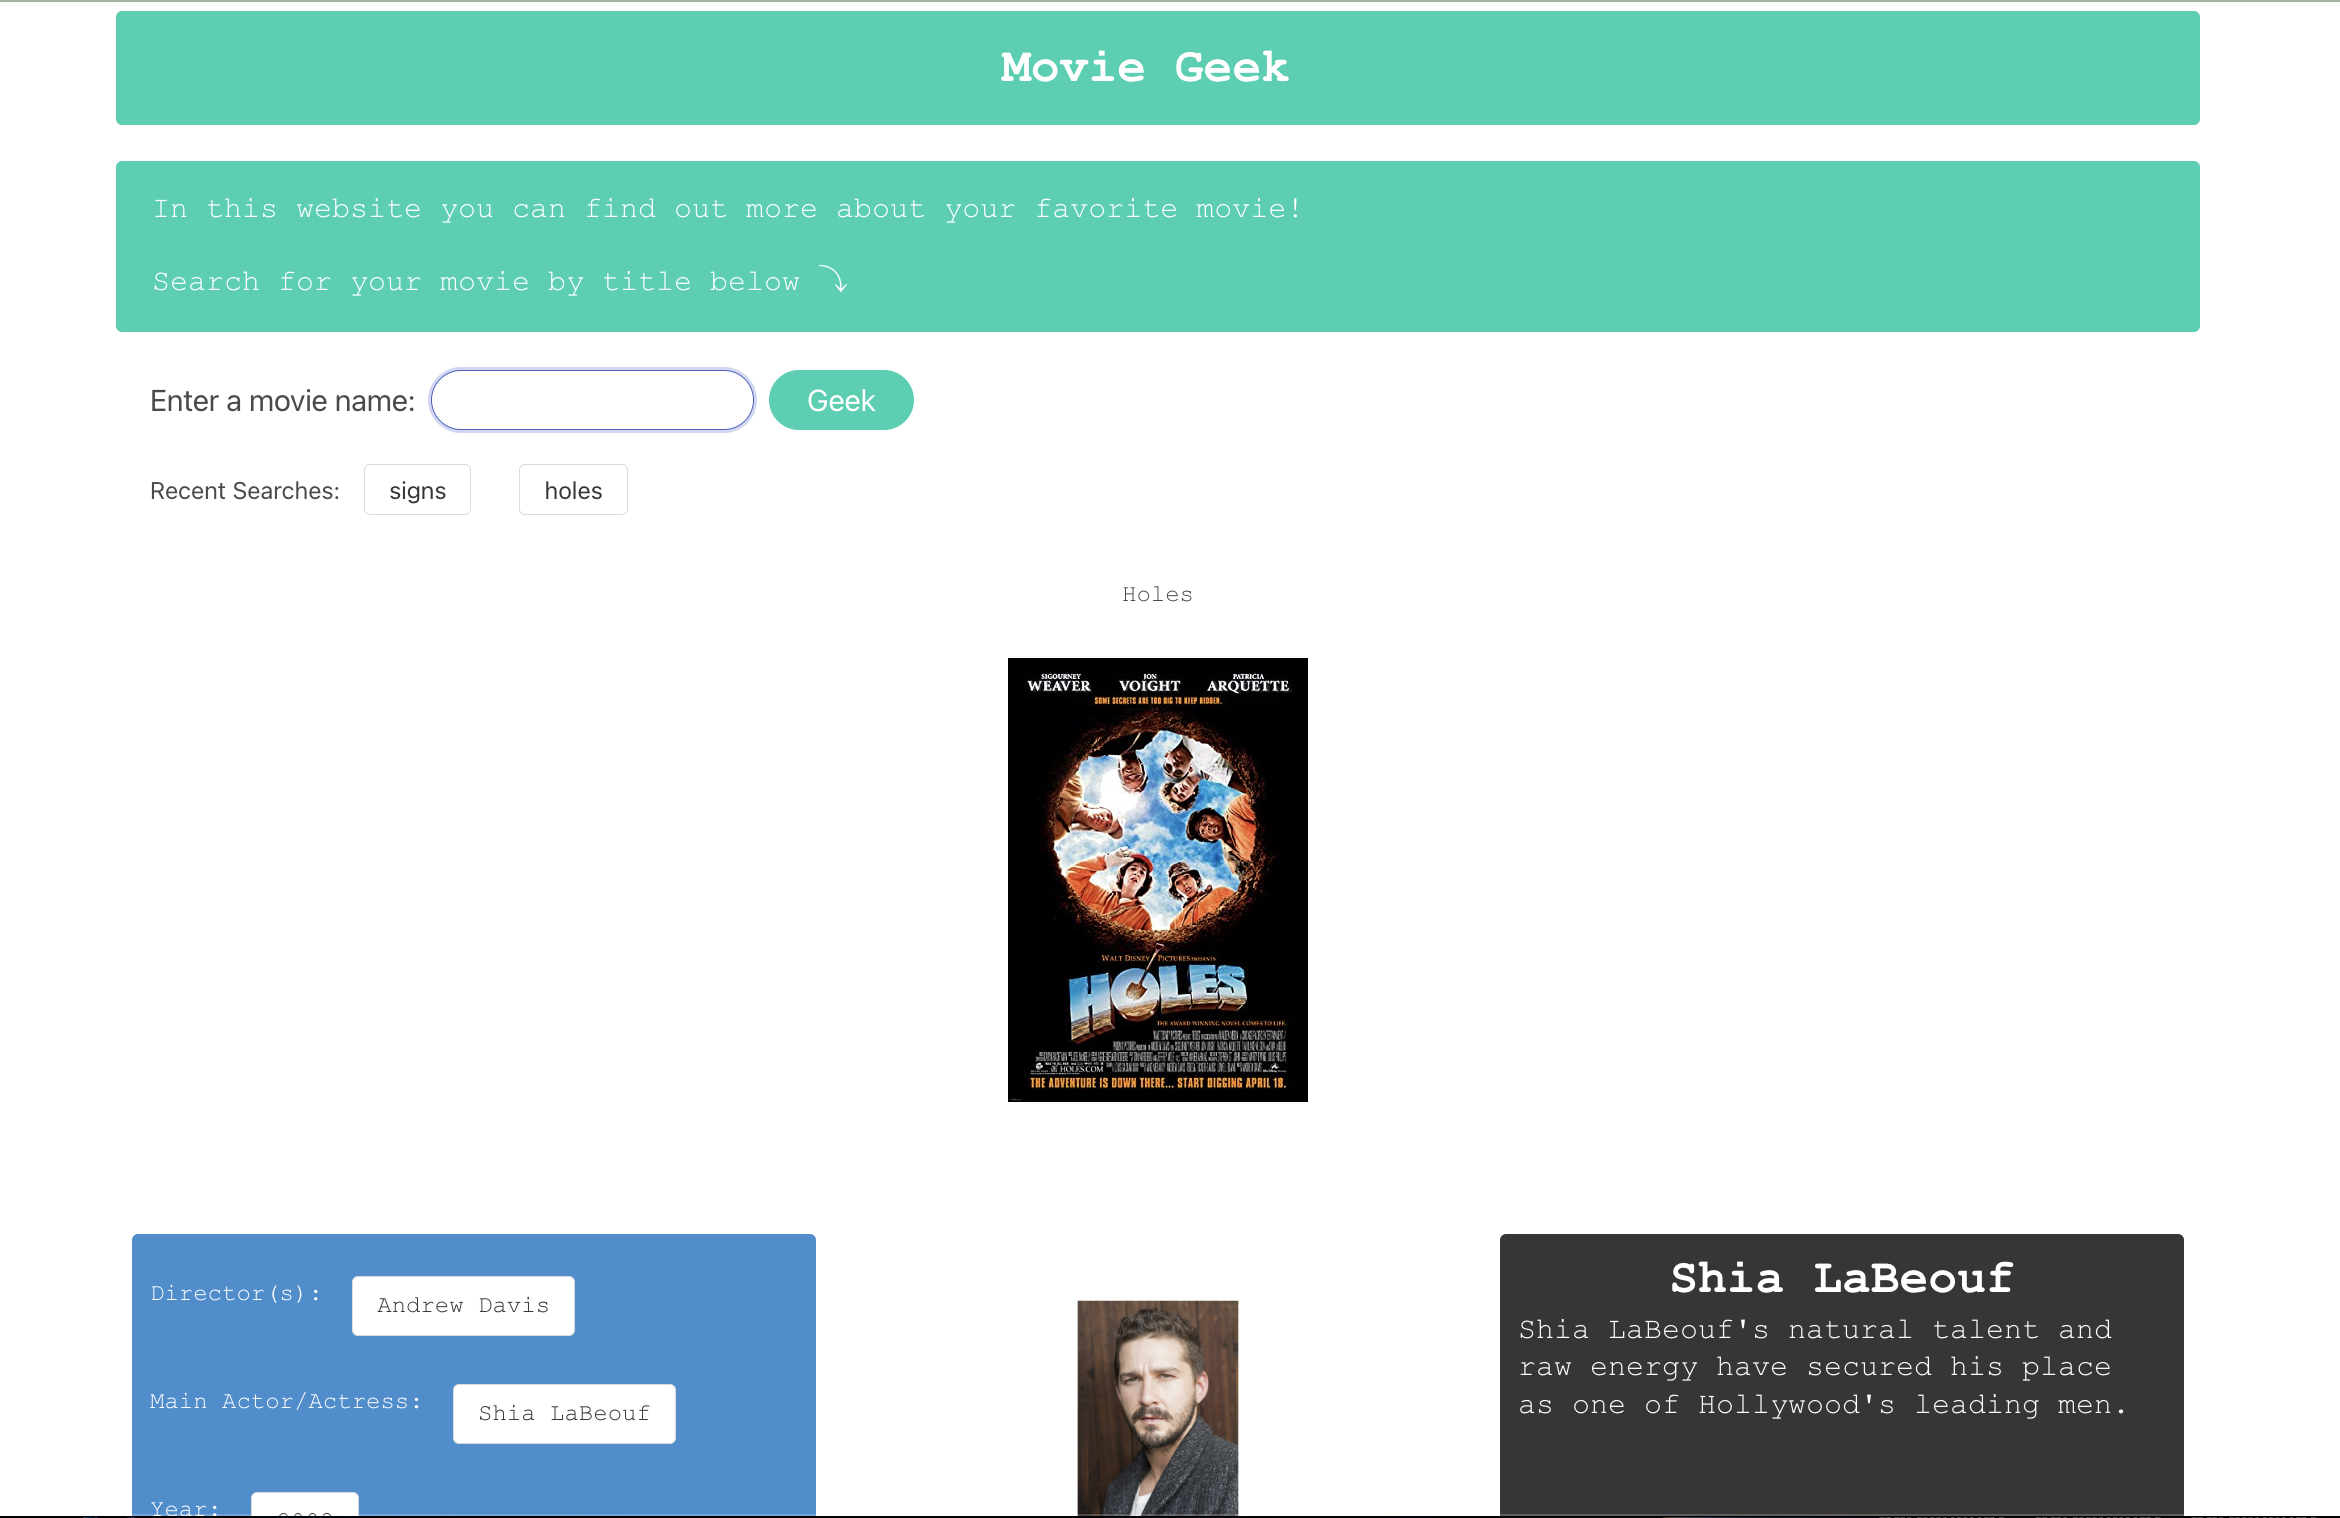 Movie Geek
In this website you can find out more about your favorite movie!
Search for your movie by title below ⤵
Enter a movie name: Geek
Recent Searches: signs holes
Holes
SIGOURNEY WEAVER JON VOIGHT PATRICIA ARQUETTE
SOME SECRETS ARE TOO BIG TO KEEP HIDDEN.
WALT DISNEY PICTURES PRESENTS
HOLES
THE AWARD WINNING NOVEL COMES TO LIFE.
HOLES.COM
THE ADVENTURE IS DOWN THERE... START DIGGING APRIL 18.
Director(s): Andrew Davis
Main Actor/Actress: Shia LaBeouf
Year:
Shia LaBeouf
Shia LaBeouf's natural talent and
raw energy have secured his place
as one of Hollywood's leading men.